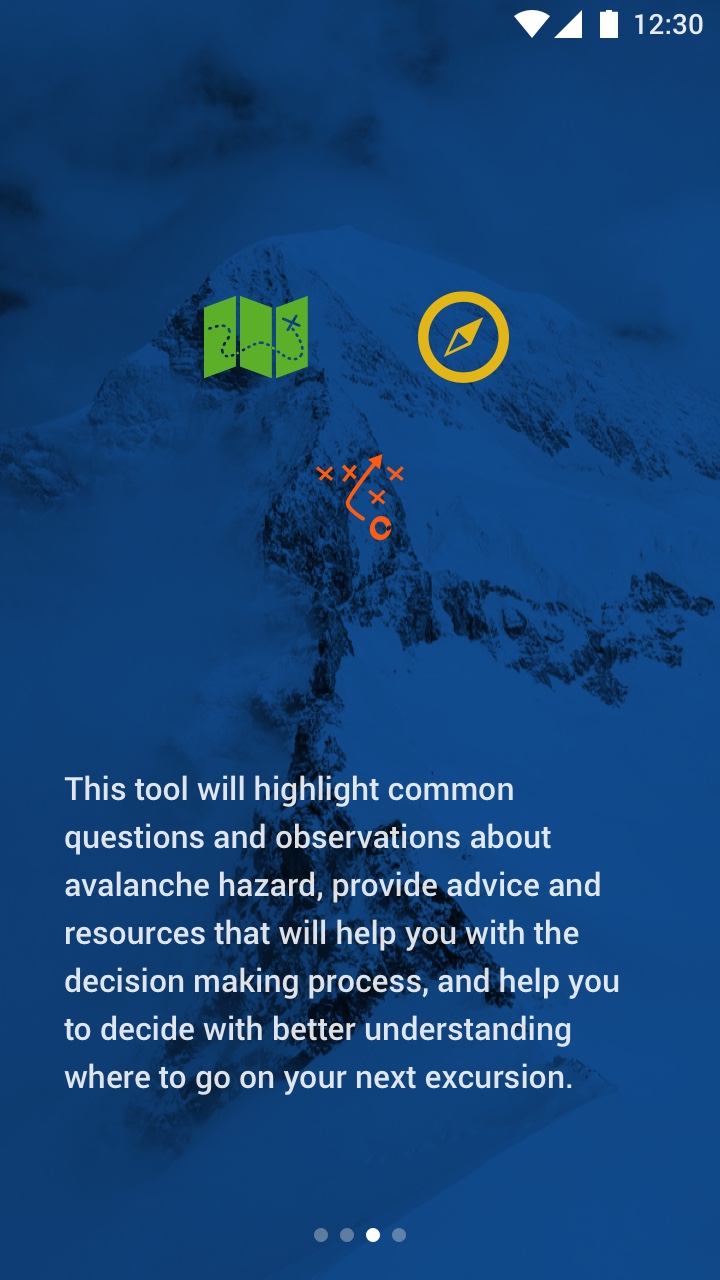 12:30
This tool will highlight common
questions and observations about
avalanche hazard, provide advice and
resources that will help you with the
decision making process, and help you
to decide with better understanding
where to go on your next excursion.